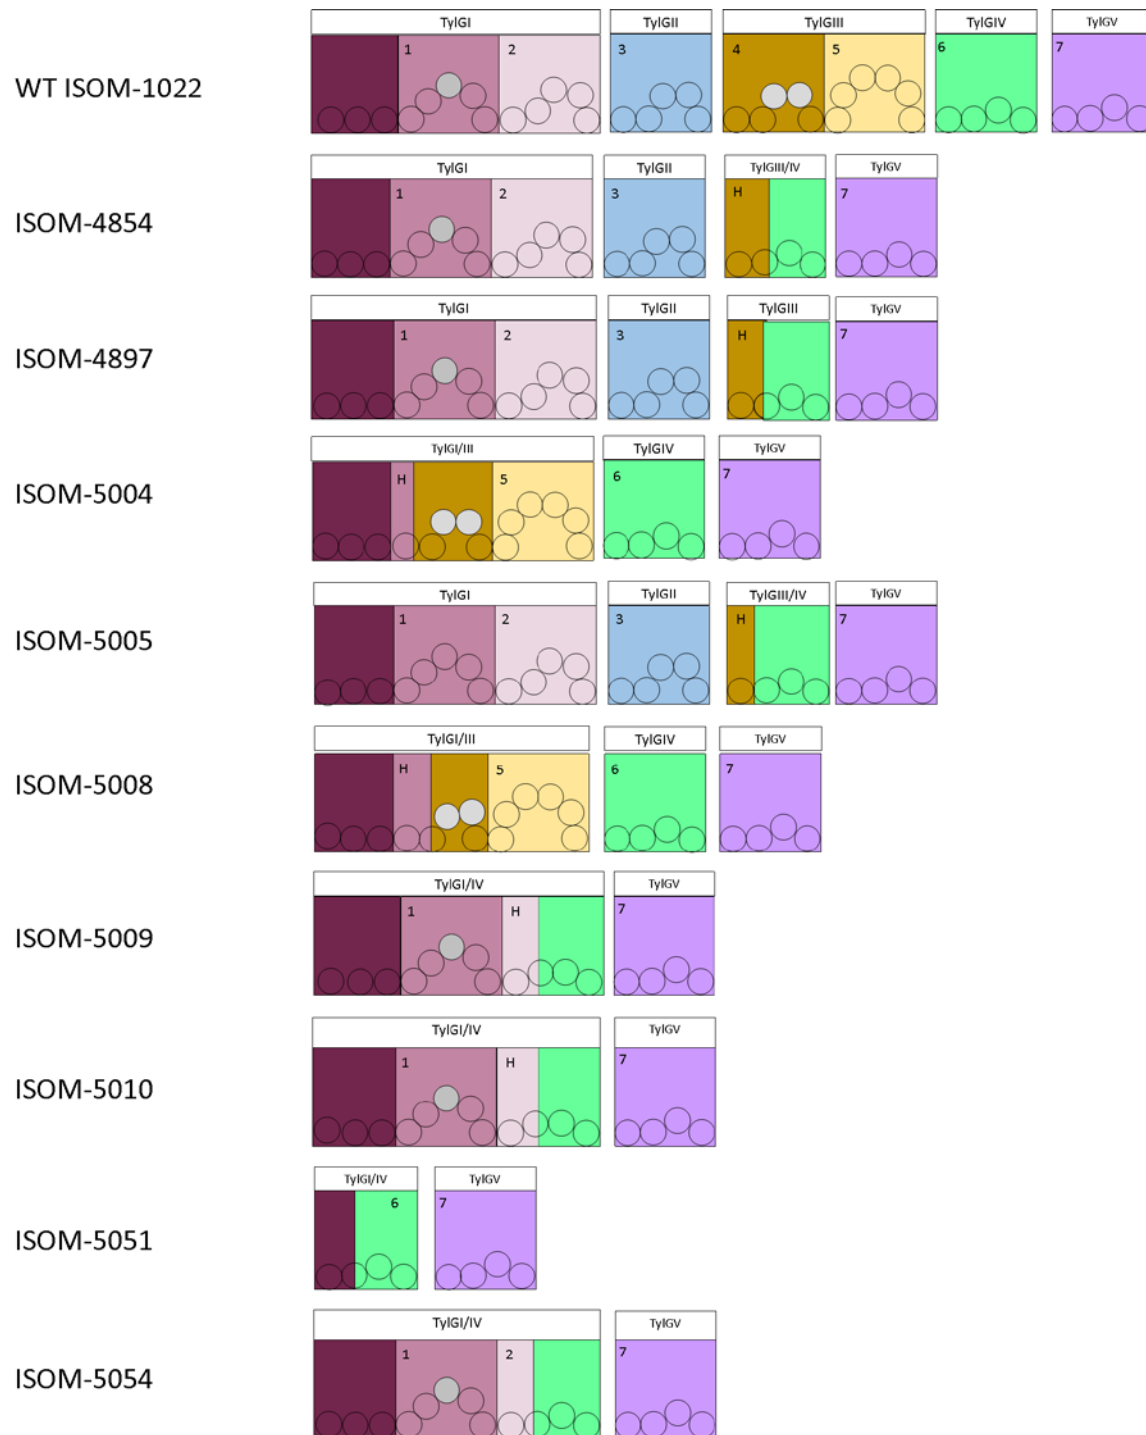 TylGI TylGII TylGIII TylGIV TylGV
1 2 3 4 5 6 7
WT ISOM-1022
TylGI TylGII TylGIII/IV TylGV
1 2 3 H 7
ISOM-4854
TylGI TylGII TylGIII TylGV
1 2 3 H 7
ISOM-4897
TylGI/III TylGIV TylGV
H 5 6 7
ISOM-5004
TylGI TylGII TylGIII/IV TylGV
1 2 3 H 7
ISOM-5005
TylGI/III TylGIV TylGV
H 5 6 7
ISOM-5008
TylGI/IV TylGV
1 H 7
ISOM-5009
TylGI/IV TylGV
1 H 7
ISOM-5010
TylGI/IV TylGV
6 7
ISOM-5051
TylGI/IV TylGV
1 2 7
ISOM-5054